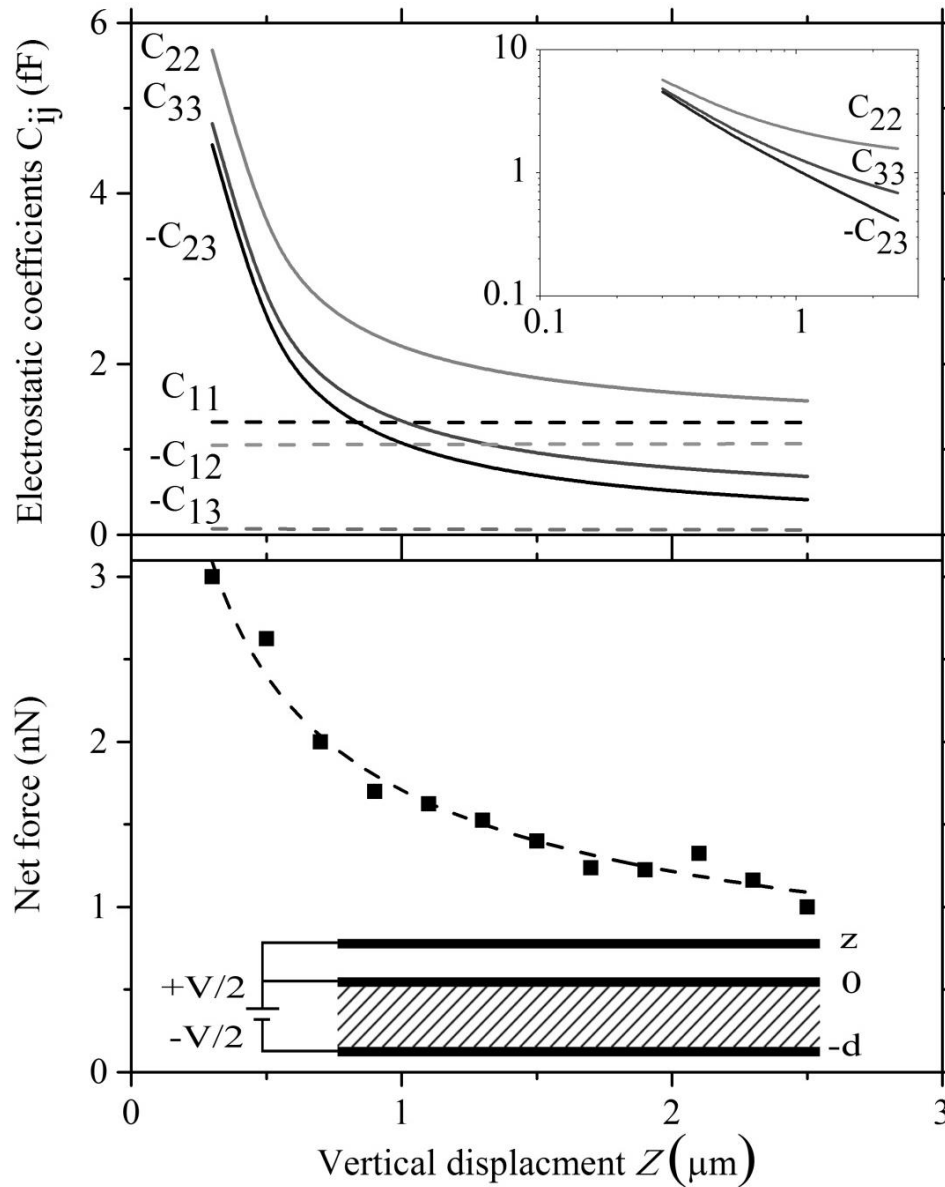 Electrostatic coefficients Cij (fF)
6
4
2
0
C22
C33
-C23
C11
-C12
-C13
10
1
0.1
0.1
1
C22
C33
-C23
Net force (nN)
3
2
1
0
+V/2
-V/2
z
0
-d
0
1
2
3
Vertical displacment Z (μm)